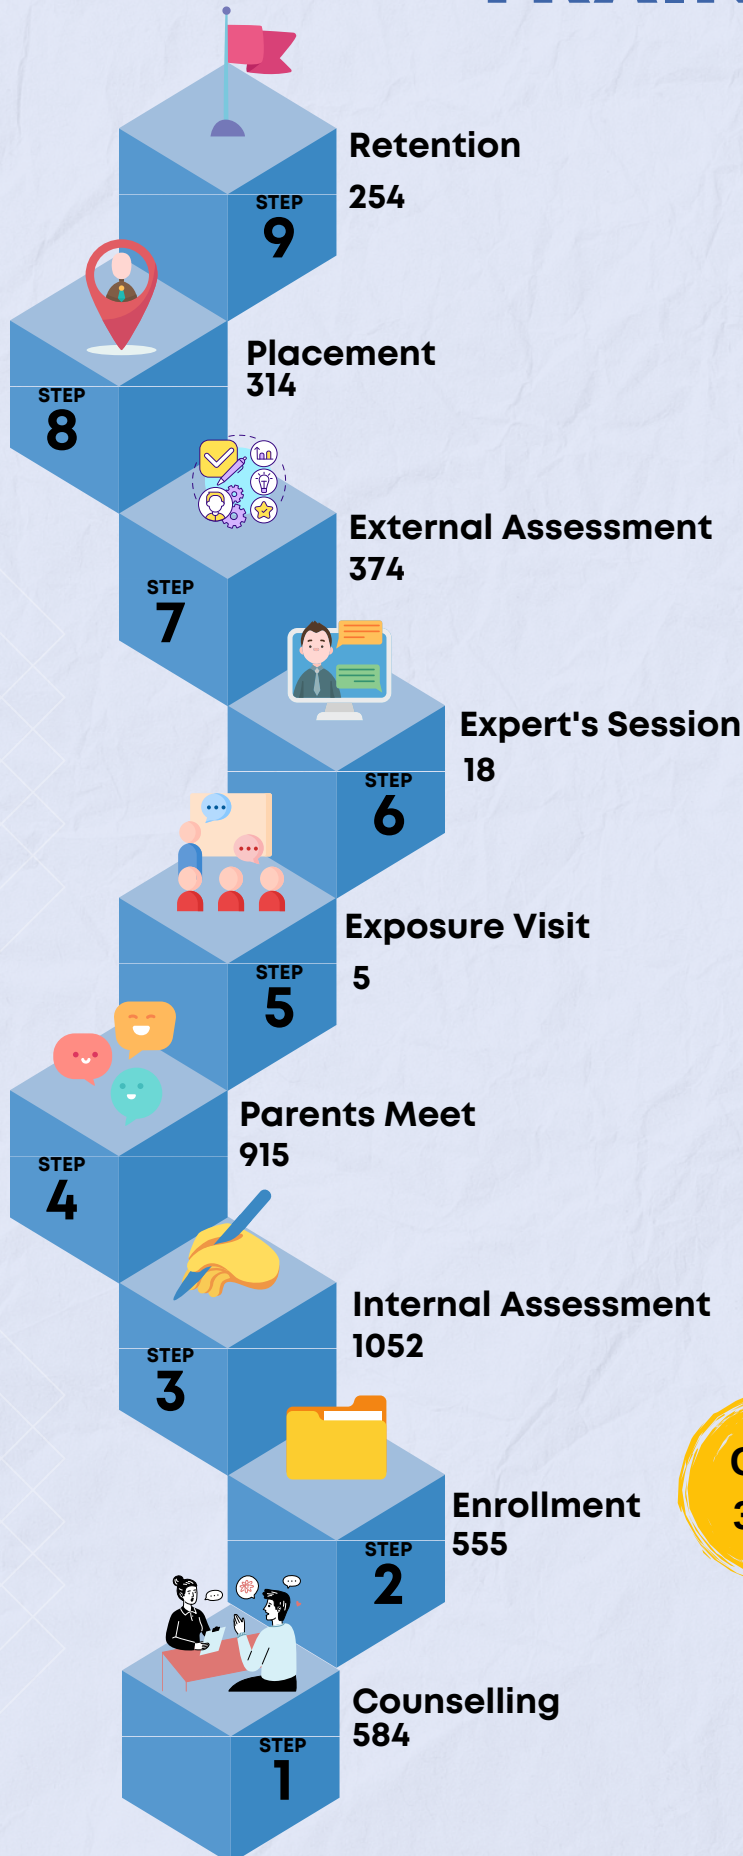 Retention
254
STEP
9
Placement
314
STEP
8
External Assessment
374
STEP
7
Expert's Session
18
STEP
6
Exposure Visit
5
STEP
5
Parents Meet
915
STEP
4
Internal Assessment
1052
STEP
3
Enrollment
555
STEP
2
Counselling
584
STEP
1